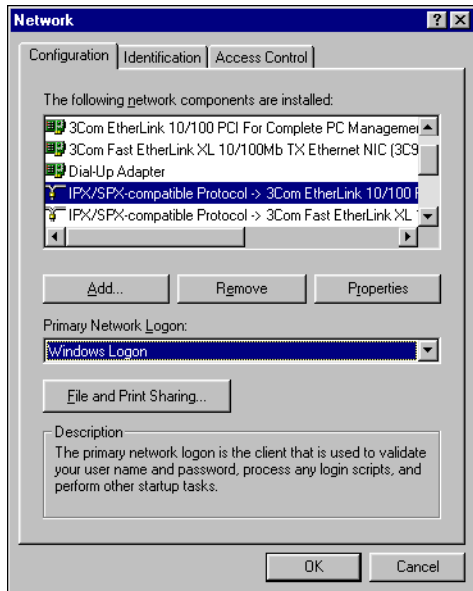 Network
Configuration Identification Access Control
The following network components are installed:
3Com EtherLink 10/100 PCI For Complete PC Managemer
3Com Fast EtherLink XL 10/100Mb TX Ethernet NIC (3C9
Dial-Up Adapter
IPX/SPX-compatible Protocol -> 3Com EtherLink 10/100 F
IPX/SPX-compatible Protocol -> 3Com Fast EtherLink XL
Add... Remove Properties
Primary Network Logon:
Windows Logon
File and Print Sharing...
Description
The primary network logon is the client that is used to validate
your user name and password, process any login scripts, and
perform other startup tasks.
OK Cancel